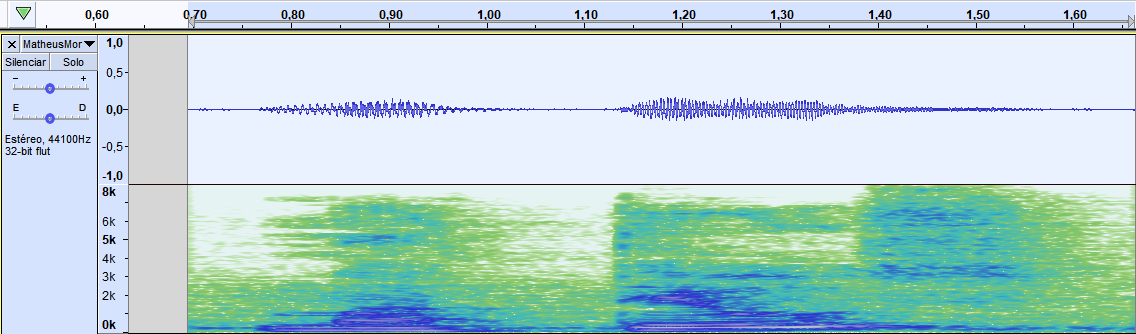 0,60 0,70 0,80 0,90 1,00 1,10 1,20 1,30 1,40 1,50 1,60
MatheusMor
Silenciar Solo
- +
E D
Estéreo, 44100Hz
32-bit flut
1,0
0,5
0,0
-0,5
-1,0
8k
6k
5k
4k
3k
2k
0k